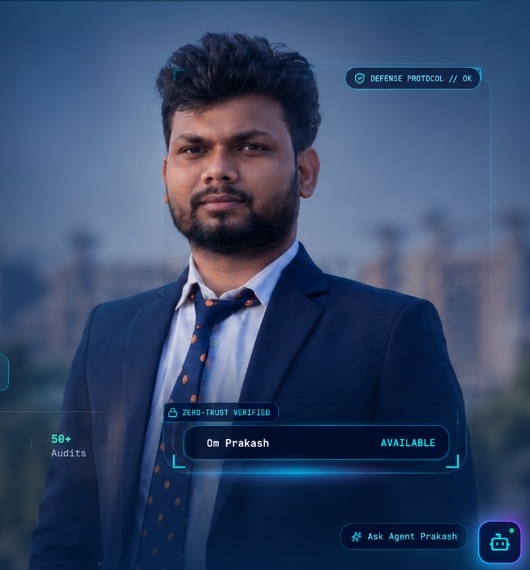 DEFENSE PROTOCOL // OK
ZERO-TRUST VERIFIED
Om Prakash
AVAILABLE
50+
Audits
Ask Agent Prakash